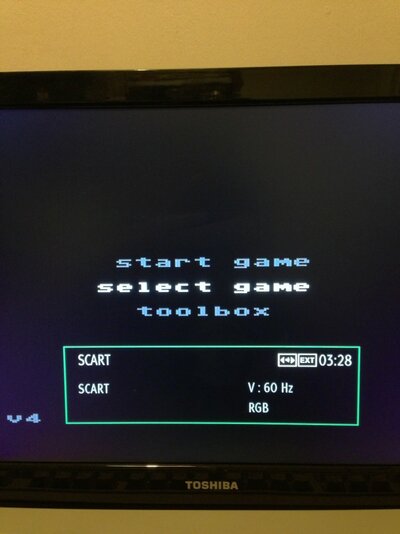 start game
select game
toolbox
SCART EXT 03:28
SCART V : 60 Hz
RGB
v4
TOSHIBA